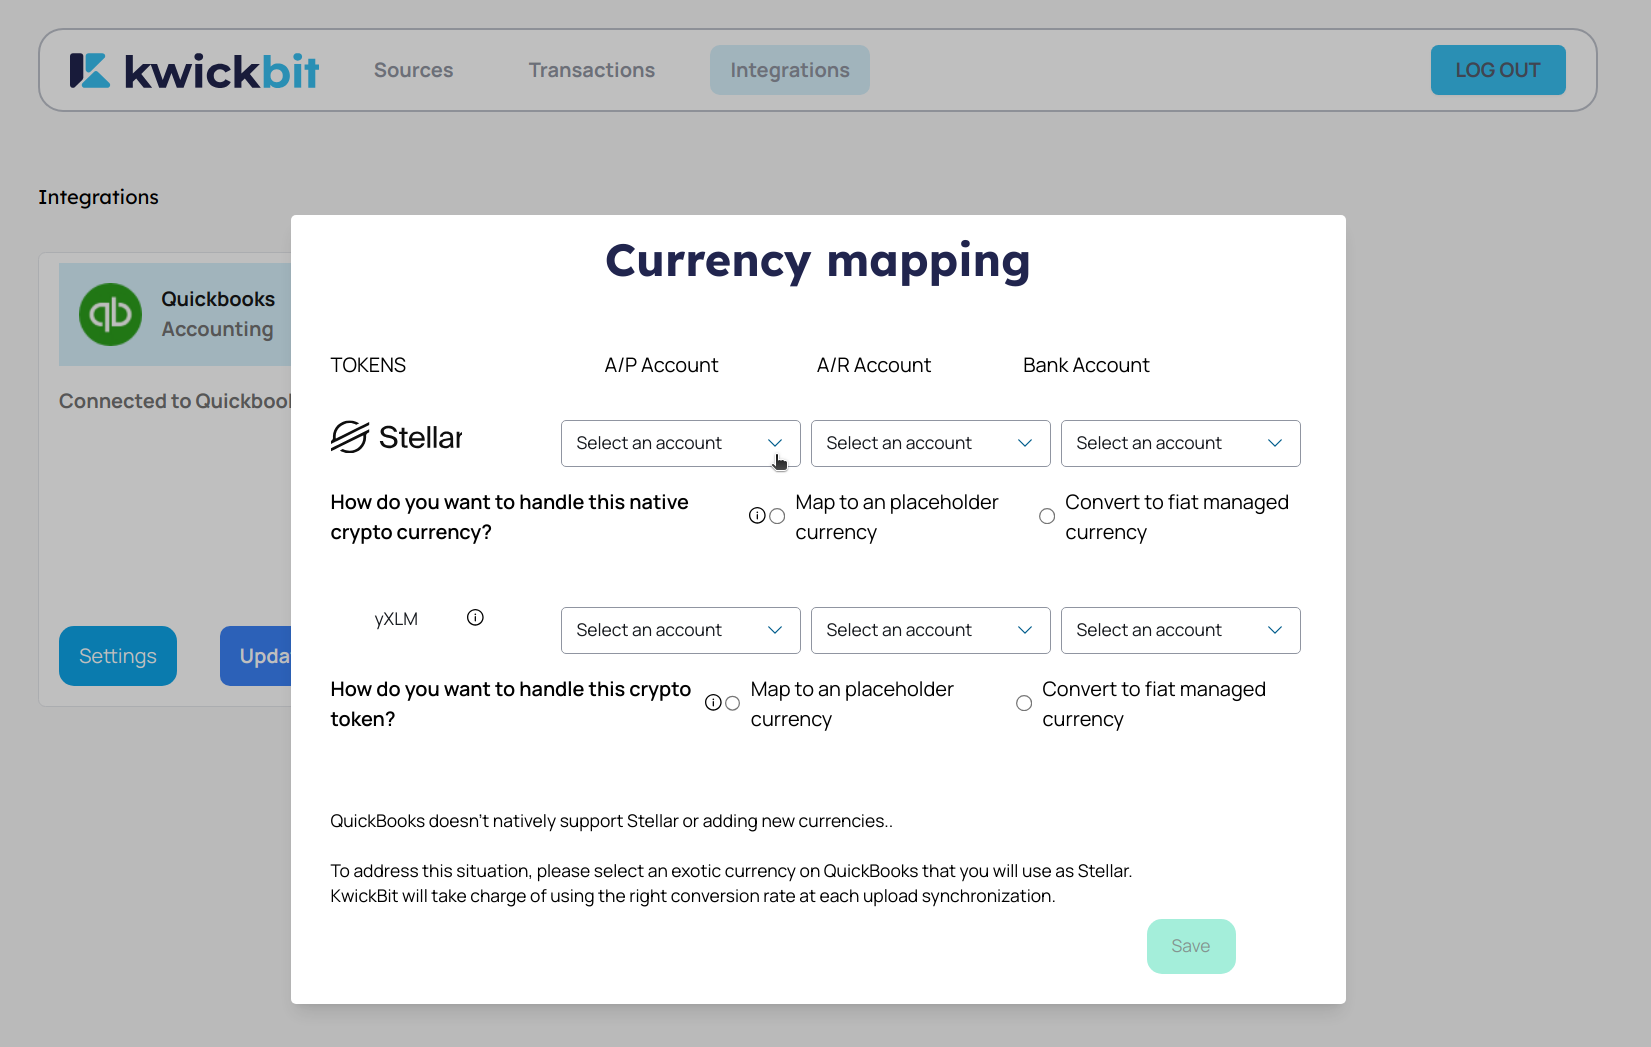 kwickbit
Sources
Transactions
Integrations
LOG OUT
Integrations
qb
Quickbooks
Accounting
Connected to
Settings
Currency mapping
TOKENS
A/P Account
A/R Account
Bank Account
Stellar
Select an account
Select an account
Select an account
How do you want to handle this native
crypto currency?
Map to an placeholder
currency
Convert to fiat managed
currency
yXLM
Select an account
Select an account
Select an account
How do you want to handle this crypto
token?
Map to an placeholder
currency
Convert to fiat managed
currency
QuickBooks doesn't natively support Stellar or adding new currencies..
To address this situation, please select an exotic currency on QuickBooks that you will use as Stellar.
KwickBit will take charge of using the right conversion rate at each upload synchronization.
Save